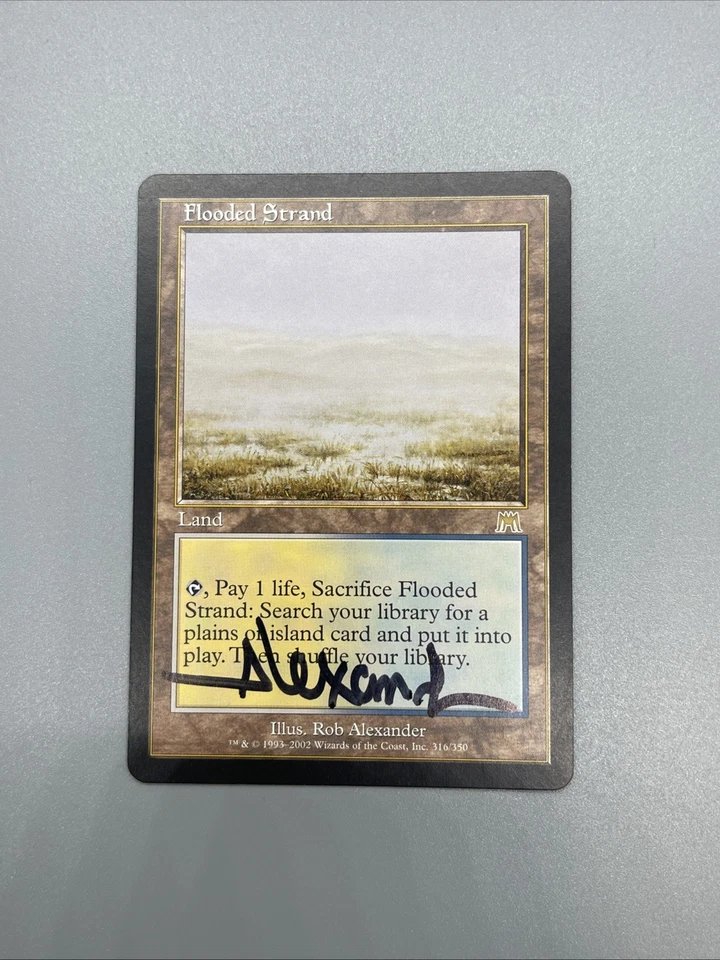 Flooded Strand
Land
, Pay 1 life, Sacrifice Flooded
Strand: Search your library for a
plains or island card and put it into
play. Then shuffle your library.
Alexand
Illus. Rob Alexander
™ & © 1993–2002 Wizards of the Coast, Inc. 316/350